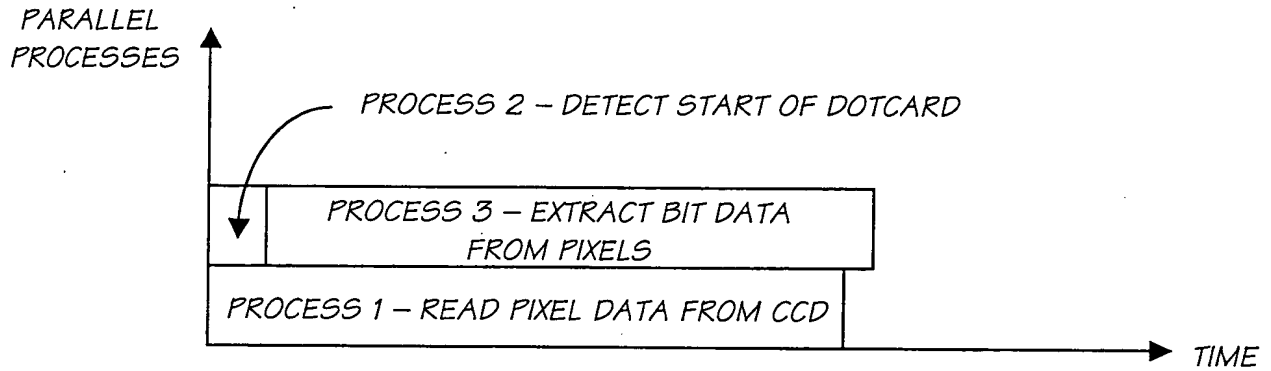 PARALLEL
PROCESSES
PROCESS 2 – DETECT START OF DOTCARD
PROCESS 3 – EXTRACT BIT DATA
FROM PIXELS
PROCESS 1 – READ PIXEL DATA FROM CCD
TIME